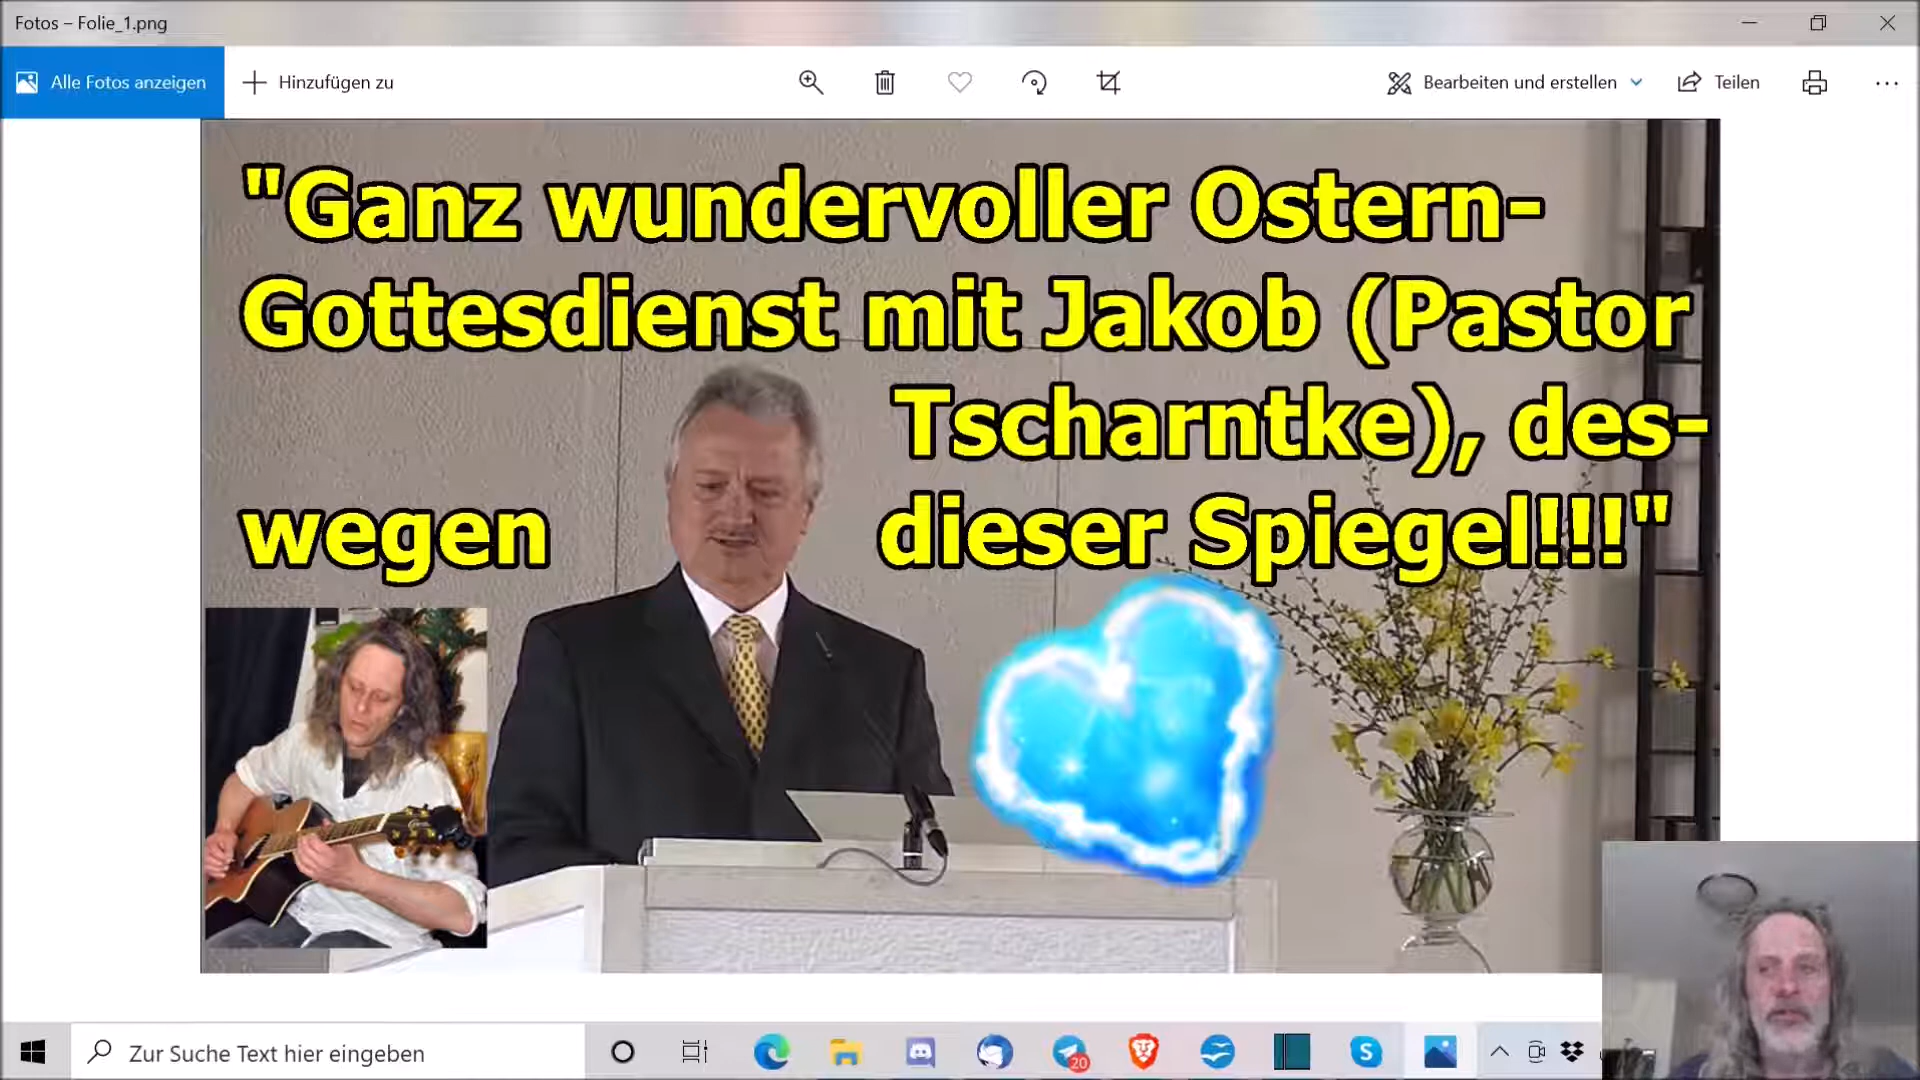 Fotos – Folie_1.png
Alle Fotos anzeigen
Hinzufügen zu
Bearbeiten und erstellen
Teilen
"Ganz wundervoller Ostern-
Gottesdienst mit Jakob (Pastor
Tscharntke), des-
wegen dieser Spiegel!!!"
Zur Suche Text hier eingeben
20
S